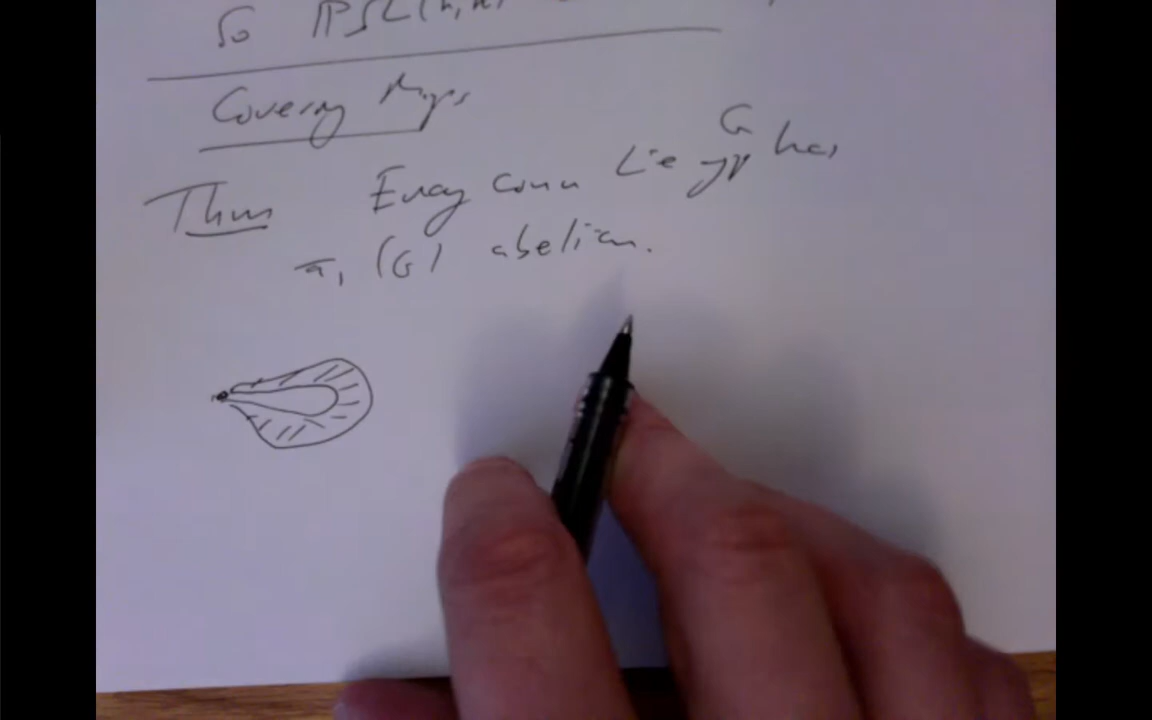 So PSL(n,
Covering Maps
Thm Every conn Lie gp G has
π₁ (G) abelian.